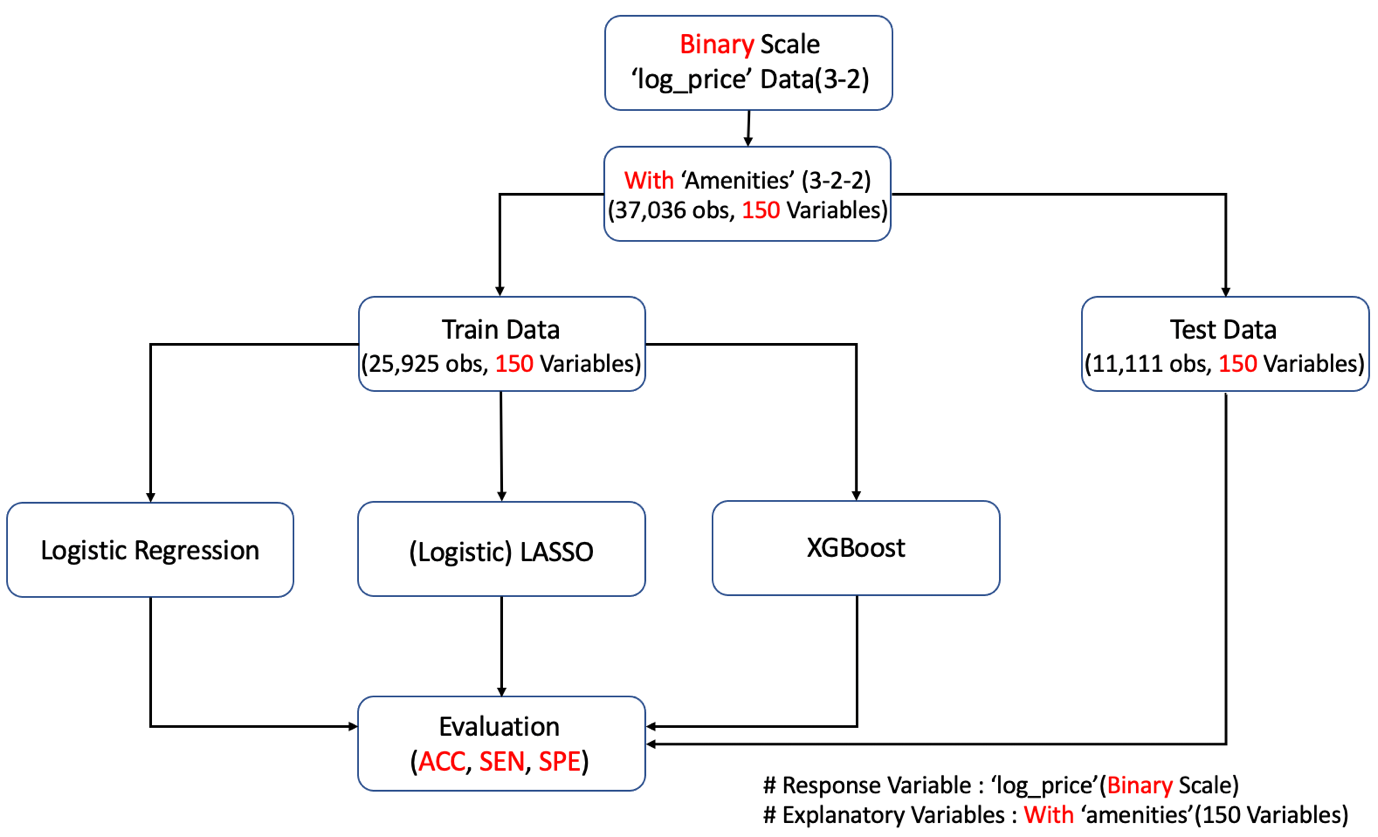 Binary Scale
‘log_price’ Data(3-2)
With ‘Amenities’ (3-2-2)
(37,036 obs, 150 Variables)
Train Data
(25,925 obs, 150 Variables)
Test Data
(11,111 obs, 150 Variables)
Logistic Regression
(Logistic) LASSO
XGBoost
Evaluation
(ACC, SEN, SPE)
# Response Variable : ‘log_price’(Binary Scale)
# Explanatory Variables : With ‘amenities’(150 Variables)